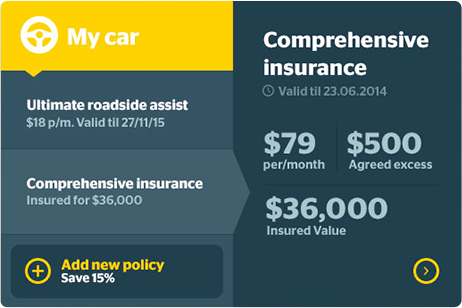 My car
Ultimate roadside assist
$18 p/m. Valid til 27/11/15
Comprehensive insurance
Insured for $36,000
Add new policy
Save 15%
Comprehensive
insurance
Valid til 23.06.2014
$79
per/month
$500
Agreed excess
$36,000
Insured Value